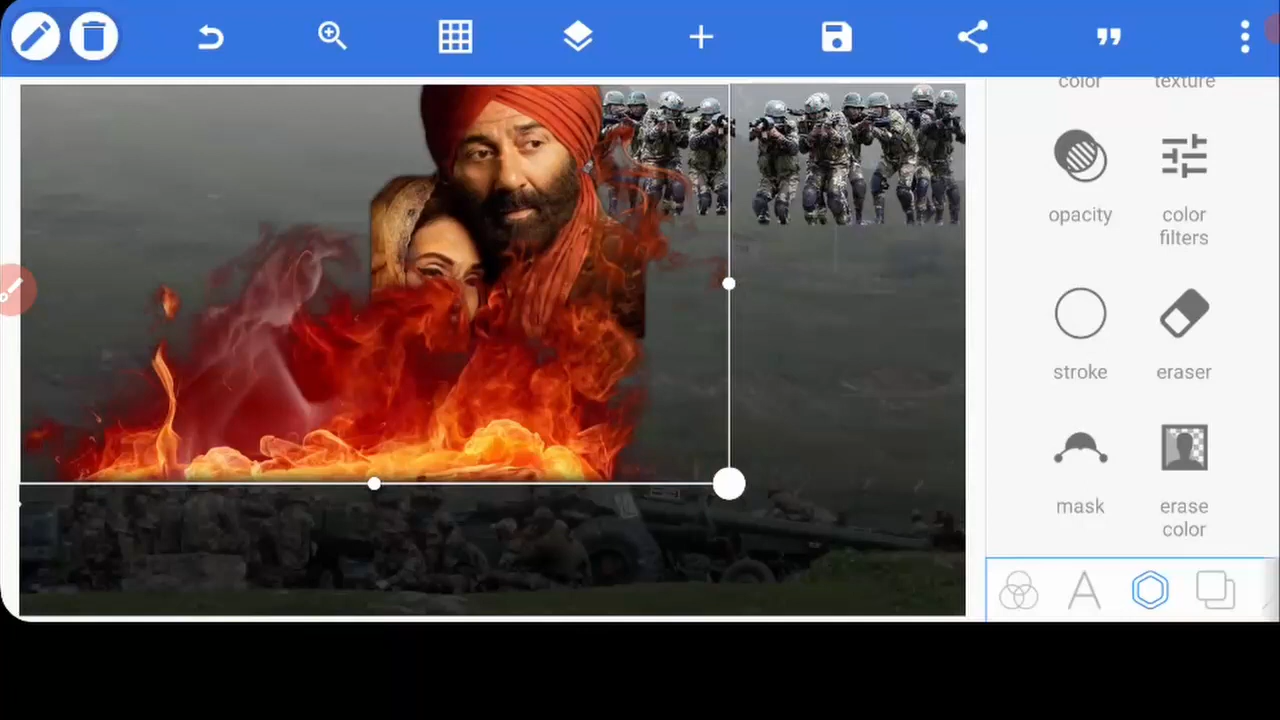 color texture
opacity color
filters
stroke eraser
mask erase
color